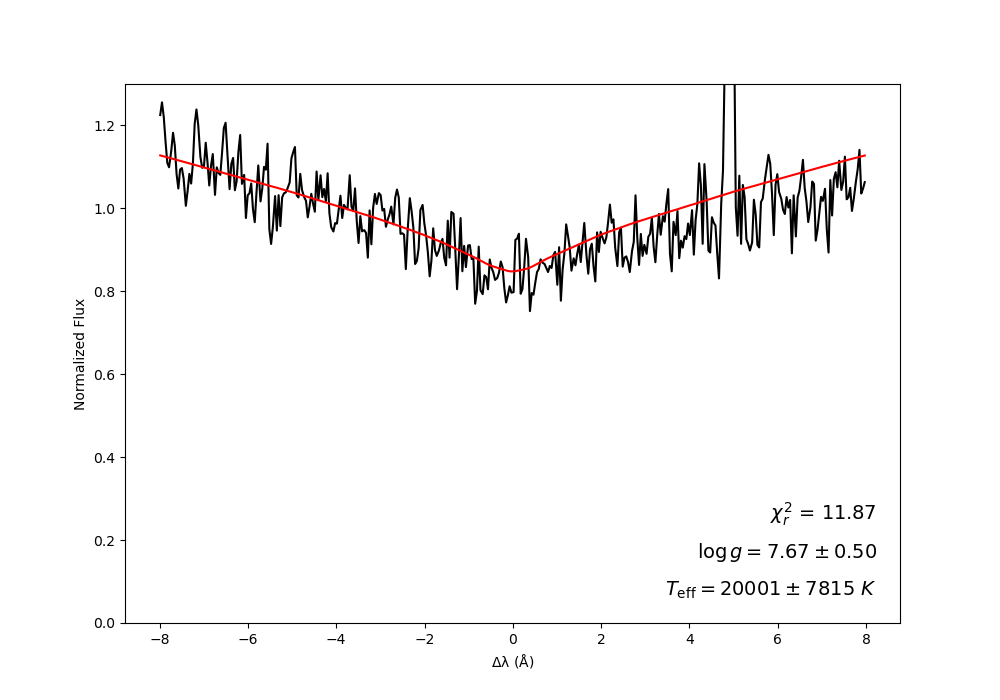 Normalized Flux
1.2
1.0
0.8
0.6
0.4
0.2
0.0
χ²ᵣ = 11.87
log g = 7.67 ± 0.50
T_eff = 20001 ± 7815 K
−8 −6 −4 −2 0 2 4 6 8
Δλ (Å)